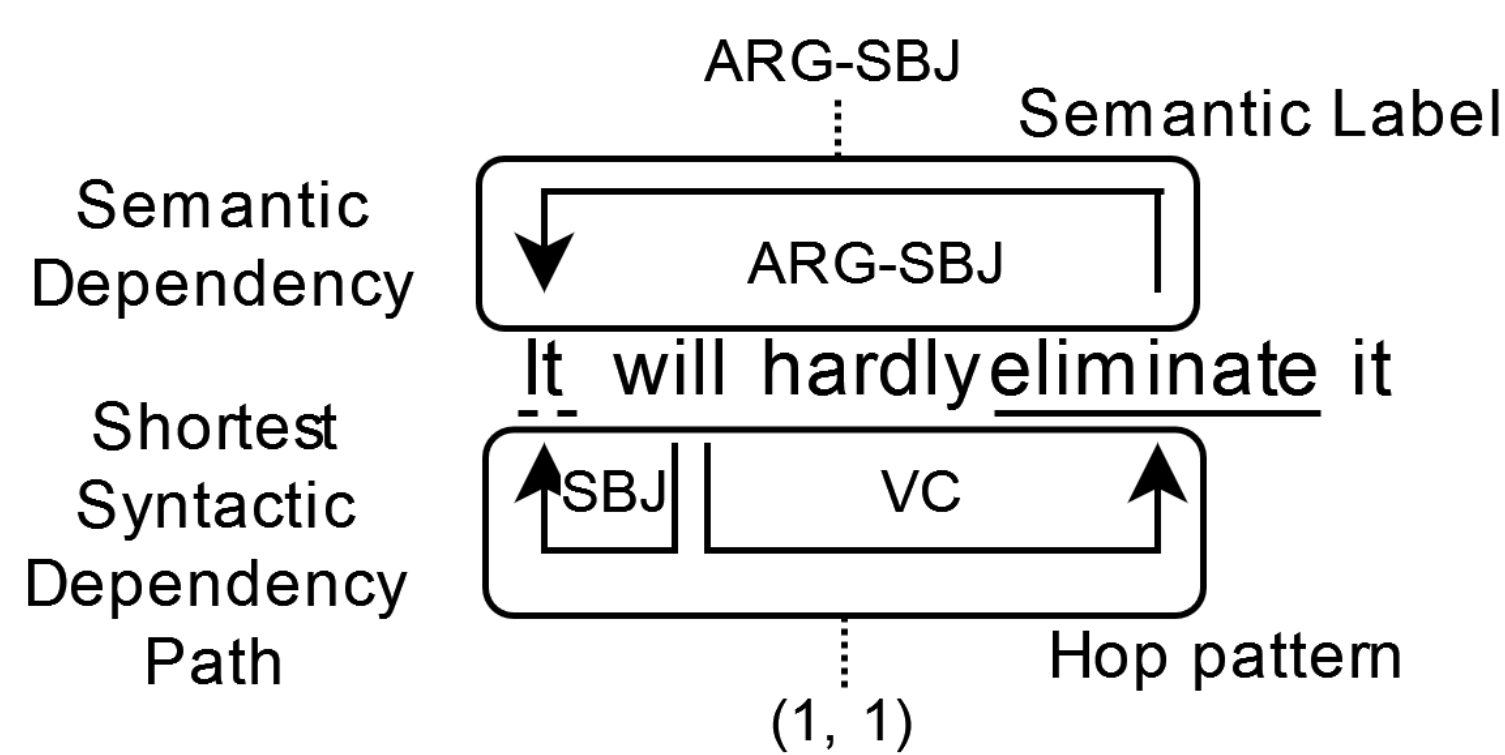 ARG-SBJ
Semantic Label
Semantic
Dependency
ARG-SBJ
It will hardly eliminate it
Shortest
Syntactic
Dependency
Path
SBJ
VC
Hop pattern
(1, 1)